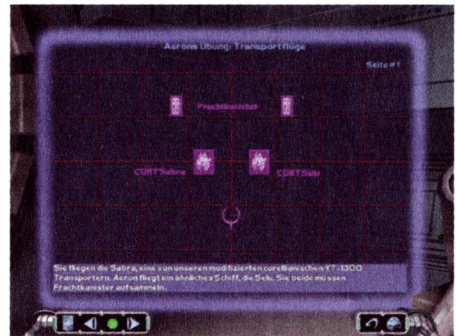 Aerons Übung: Transportflüge
Seite #1
Frachtkanister
CORT Sabra
CORT Selu
Sie fliegen die Sabra, eine von unseren modifizierten corellianischen YT-1300
Transportern. Aeron fliegt ein ähnliches Schiff, die Selu. Sie beide müssen
Frachtkanister aufsammeln.